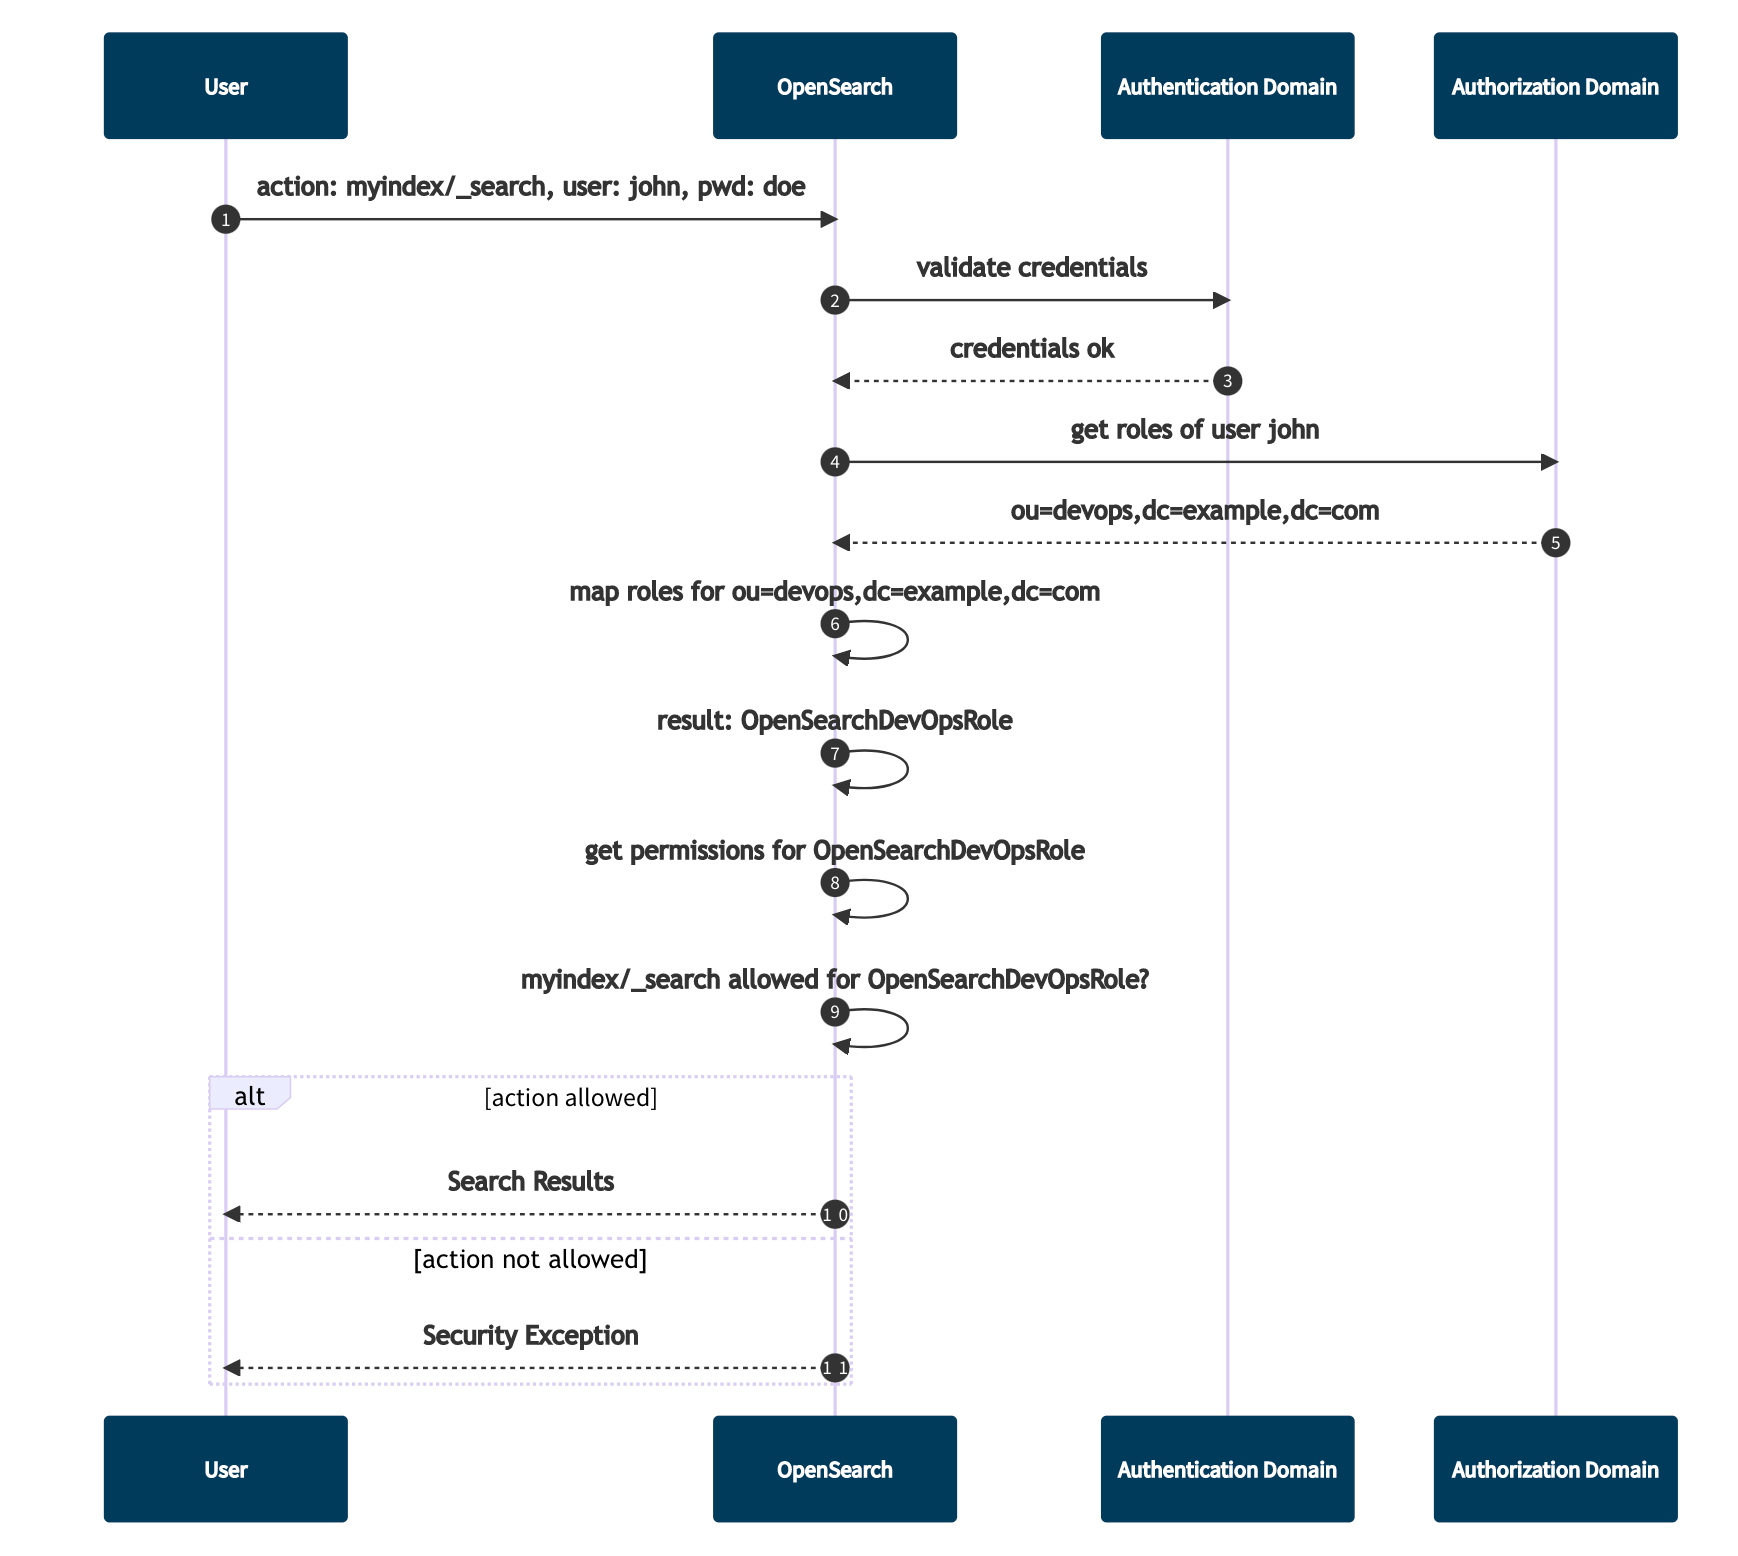 User
OpenSearch
Authentication Domain
Authorization Domain
action: myindex/_search, user: john, pwd: doe
1
validate credentials
2
credentials ok
3
get roles of user john
4
ou=devops,dc=example,dc=com
5
map roles for ou=devops,dc=example,dc=com
6
result: OpenSearchDevOpsRole
7
get permissions for OpenSearchDevOpsRole
8
myindex/_search allowed for OpenSearchDevOpsRole?
9
alt
[action allowed]
Search Results
10
[action not allowed]
Security Exception
11
User
OpenSearch
Authentication Domain
Authorization Domain